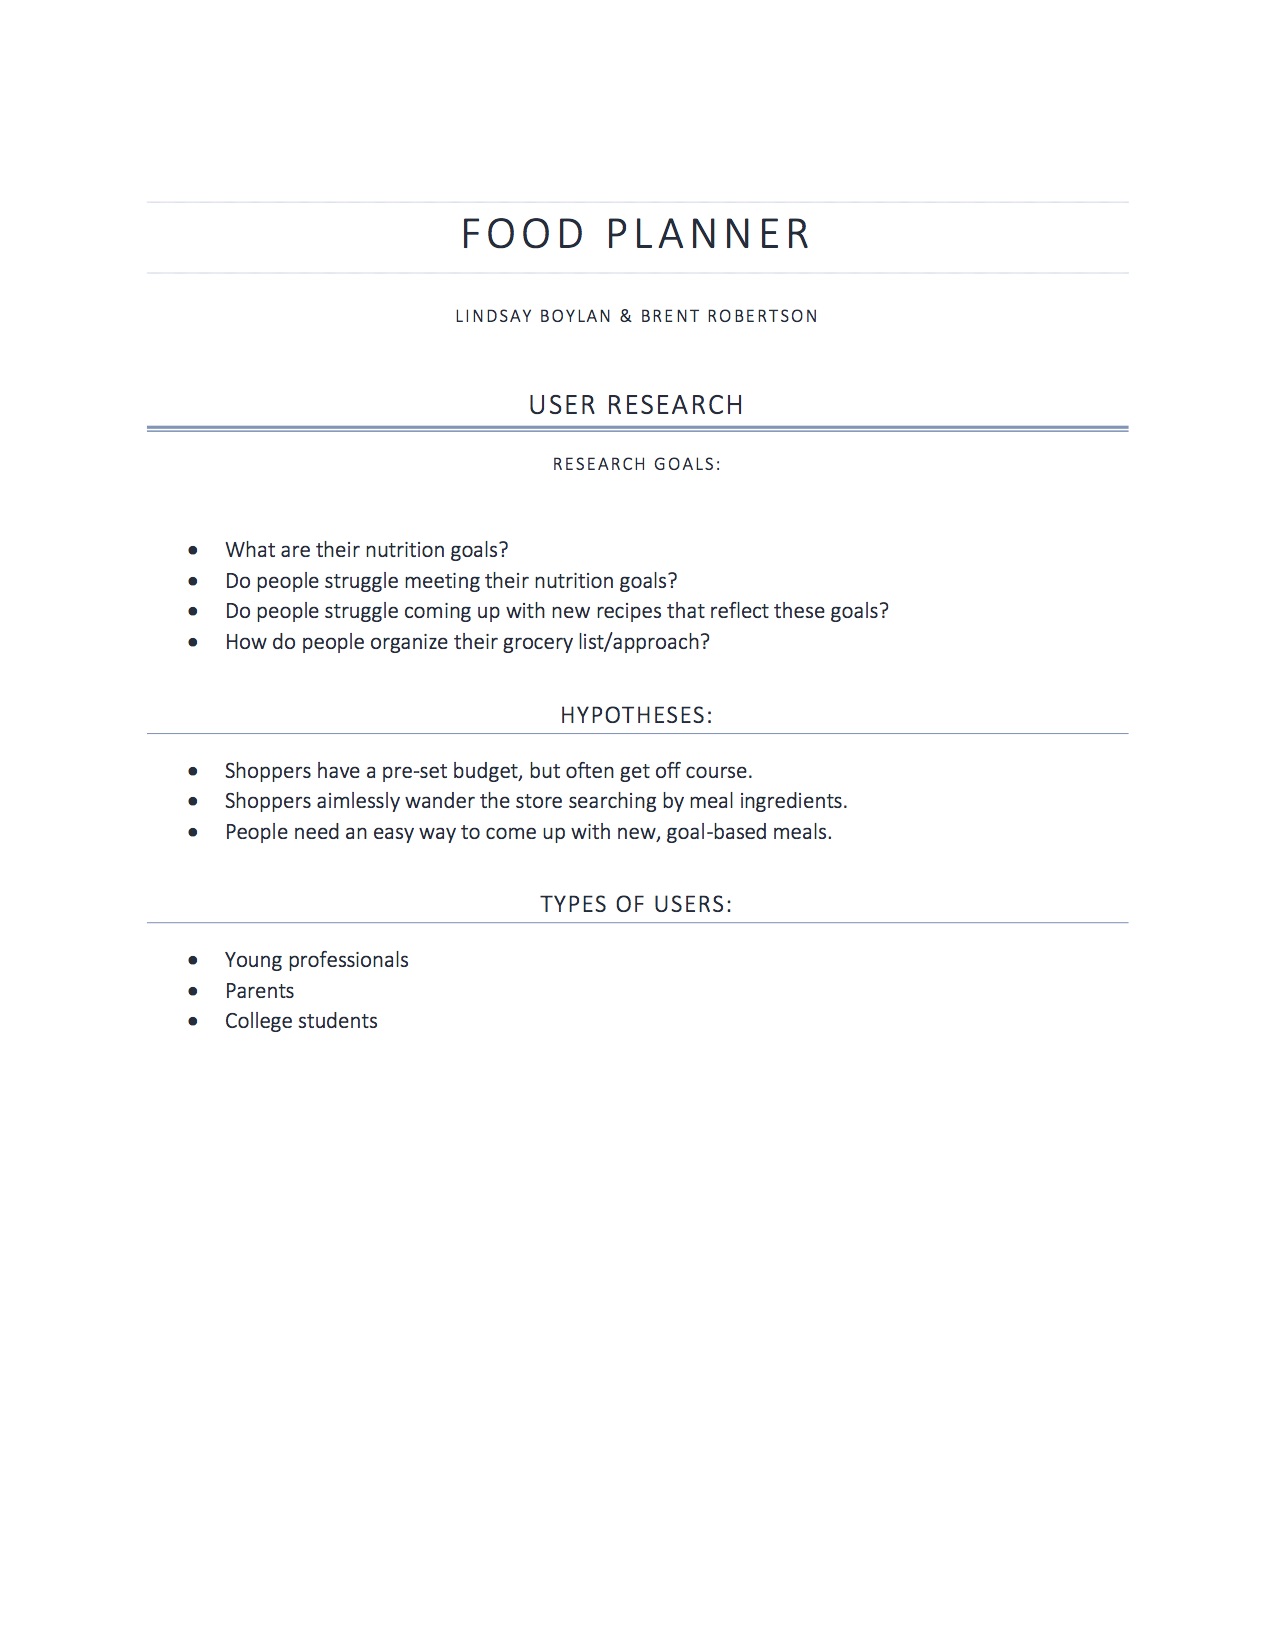 FOOD PLANNER
LINDSAY BOYLAN & BRENT ROBERTSON
USER RESEARCH
RESEARCH GOALS:
• What are their nutrition goals?
• Do people struggle meeting their nutrition goals?
• Do people struggle coming up with new recipes that reflect these goals?
• How do people organize their grocery list/approach?
HYPOTHESES:
• Shoppers have a pre-set budget, but often get off course.
• Shoppers aimlessly wander the store searching by meal ingredients.
• People need an easy way to come up with new, goal-based meals.
TYPES OF USERS:
• Young professionals
• Parents
• College students